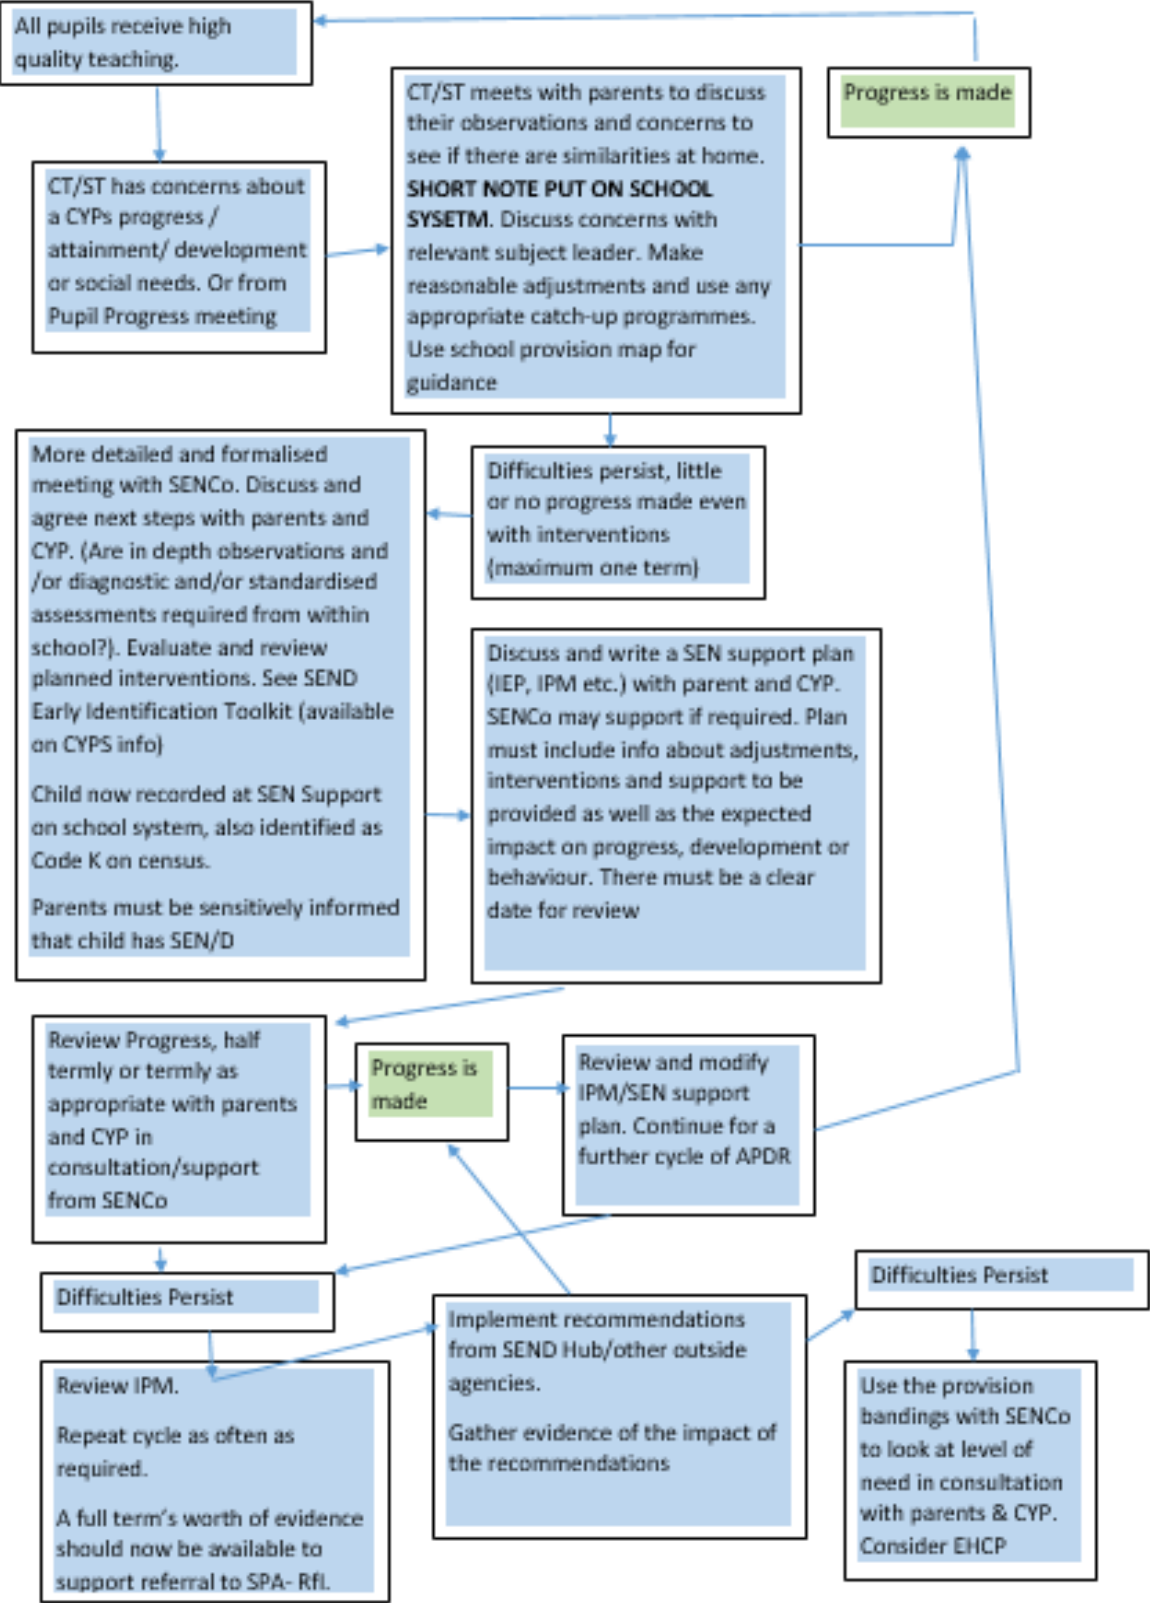 All pupils receive high
quality teaching.
Progress is made
CT/ST meets with parents to discuss
their observations and concerns to
see if there are similarities at home.
SHORT NOTE PUT ON SCHOOL
SYSETM. Discuss concerns with
relevant subject leader. Make
reasonable adjustments and use any
appropriate catch-up programmes.
Use school provision map for
guidance
CT/ST has concerns about
a CYPs progress /
attainment/ development
or social needs. Or from
Pupil Progress meeting
Difficulties persist, little
or no progress made even
with interventions
(maximum one term)
More detailed and formalised
meeting with SENCo. Discuss and
agree next steps with parents and
CYP. (Are in depth observations and
/or diagnostic and/or standardised
assessments required from within
school?). Evaluate and review
planned interventions. See SEND
Early Identification Toolkit (available
on CYPS info)
Child now recorded at SEN Support
on school system, also identified as
Code K on census.
Parents must be sensitively informed
that child has SEN/D
Discuss and write a SEN support plan
(IEP, IPM etc.) with parent and CYP.
SENCo may support if required. Plan
must include info about adjustments,
interventions and support to be
provided as well as the expected
impact on progress, development or
behaviour. There must be a clear
date for review
Review Progress, half
termly or termly as
appropriate with parents
and CYP in
consultation/support
from SENCo
Progress is
made
Review and modify
IPM/SEN support
plan. Continue for a
further cycle of APDR
Difficulties Persist
Review IPM.
Repeat cycle as often as
required.
A full term's worth of evidence
should now be available to
support referral to SPA- RfI.
Implement recommendations
from SEND Hub/other outside
agencies.
Gather evidence of the impact of
the recommendations
Difficulties Persist
Use the provision
bandings with SENCo
to look at level of
need in consultation
with parents & CYP.
Consider EHCP